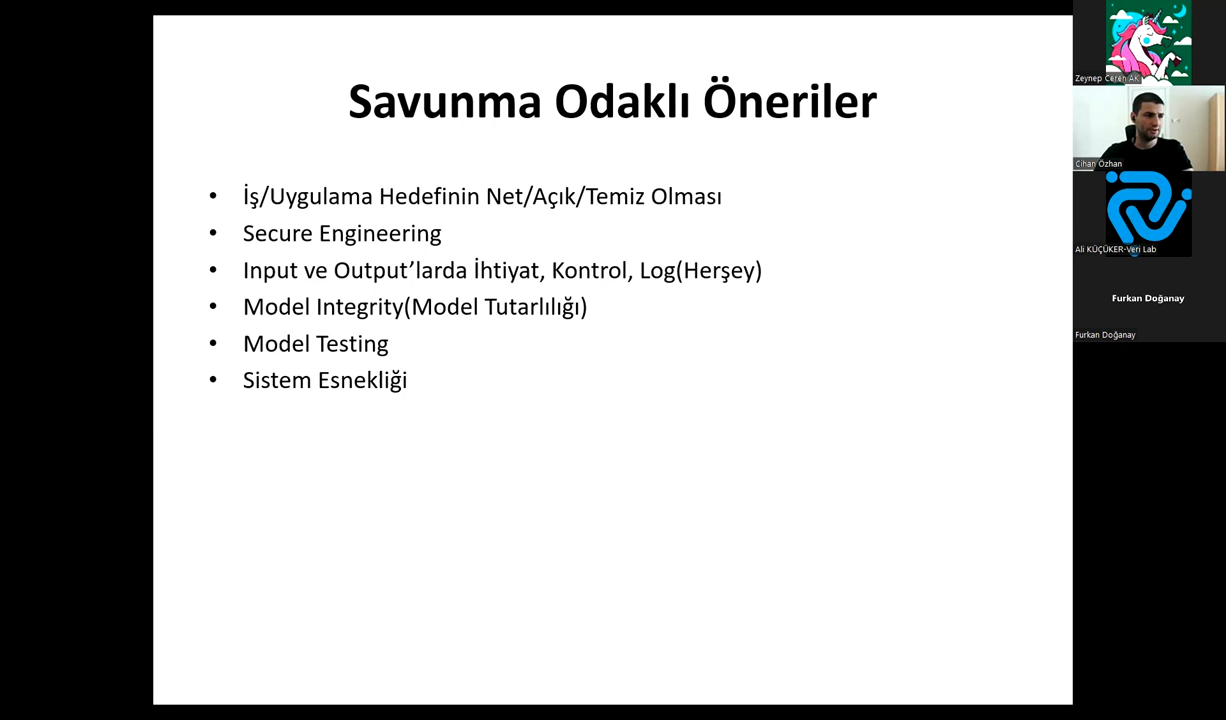 Savunma Odaklı Öneriler
• İş/Uygulama Hedefinin Net/Açık/Temiz Olması
• Secure Engineering
• Input ve Output’larda İhtiyat, Kontrol, Log(Herşey)
• Model Integrity(Model Tutarlılığı)
• Model Testing
• Sistem Esnekliği
Zeynep Ceren AK
Cihan Özhan
Ali KÜÇÜKER-Veri Lab
Furkan Doğanay
Furkan Doğanay